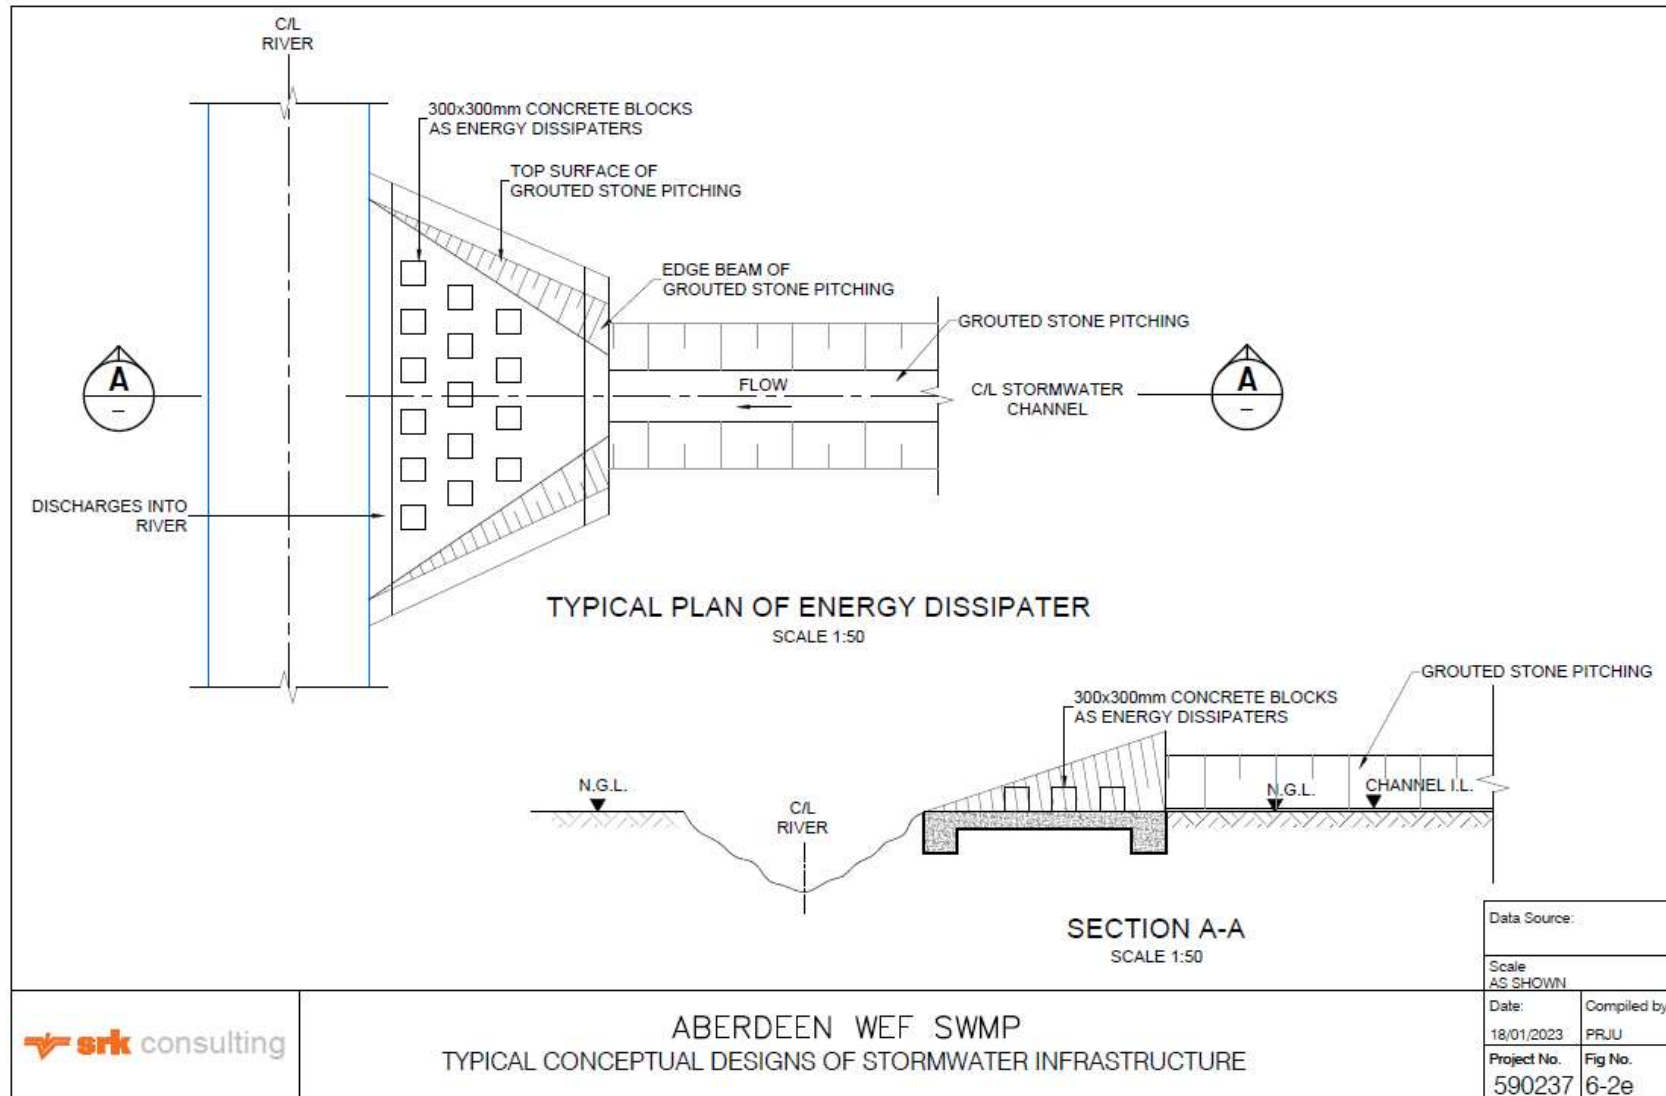 C/L
RIVER
300x300mm CONCRETE BLOCKS
AS ENERGY DISSIPATERS
TOP SURFACE OF
GROUTED STONE PITCHING
EDGE BEAM OF
GROUTED STONE PITCHING
GROUTED STONE PITCHING
A
–
FLOW
C/L STORMWATER
CHANNEL
A
–
DISCHARGES INTO
RIVER
TYPICAL PLAN OF ENERGY DISSIPATER
SCALE 1:50
GROUTED STONE PITCHING
300x300mm CONCRETE BLOCKS
AS ENERGY DISSIPATERS
N.G.L.
C/L
RIVER
N.G.L.
CHANNEL I.L.
SECTION A-A
SCALE 1:50
Data Source:
Scale
AS SHOWN
Date:
18/01/2023
Compiled by
PRJU
Project No.
590237
Fig No.
6-2e
srk consulting
ABERDEEN WEF SWMP
TYPICAL CONCEPTUAL DESIGNS OF STORMWATER INFRASTRUCTURE